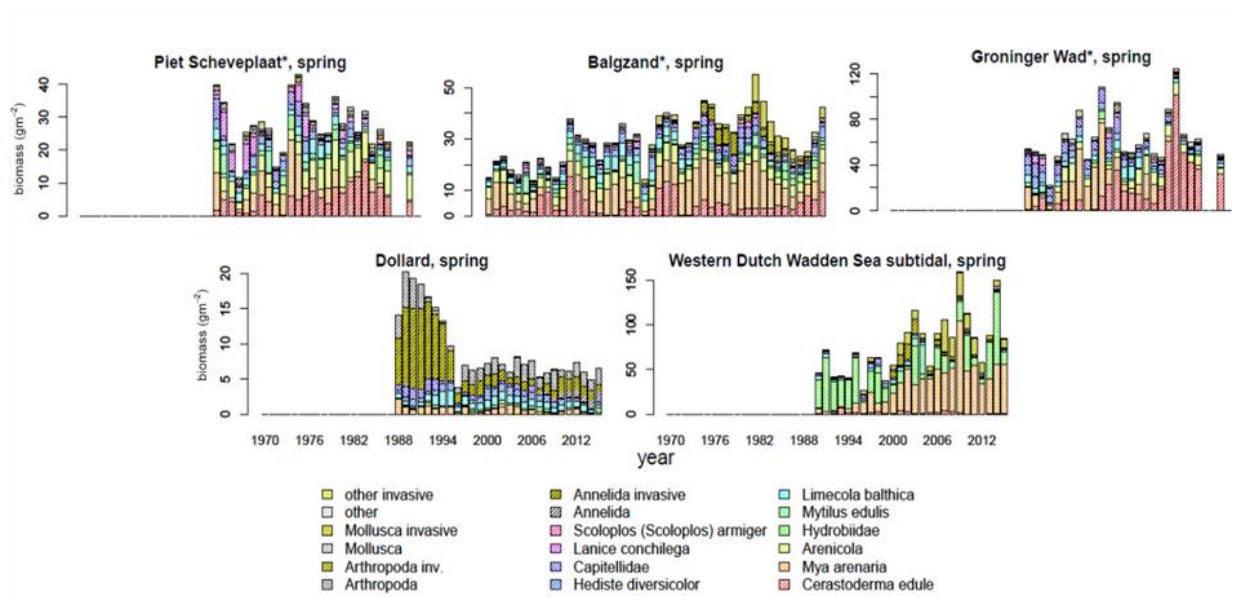 Piet Scheveplaat*, spring
Balgzand*, spring
Groninger Wad*, spring
biomass (gm⁻²)
0 10 20 30 40
0 10 30 50
0 40 80 120
Dollard, spring
Western Dutch Wadden Sea subtidal, spring
biomass (gm⁻²)
0 5 10 15 20
0 50 100 150
1970 1976 1982 1988 1994 2000 2006 2012
1970 1976 1982 1988 1994 2000 2006 2012
year
other invasive
other
Mollusca invasive
Mollusca
Arthropoda inv.
Arthropoda
Annelida invasive
Annelida
Scoloplos (Scoloplos) armiger
Lanice conchilega
Capitellidae
Hediste diversicolor
Limecola balthica
Mytilus edulis
Hydrobiidae
Arenicola
Mya arenaria
Cerastoderma edule